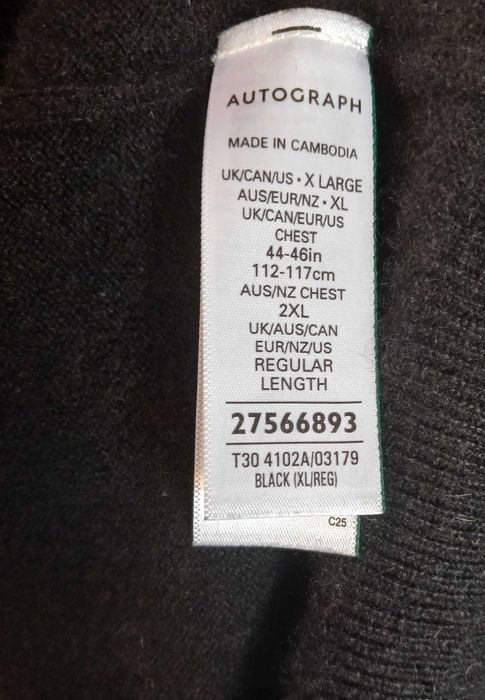 AUTOGRAPH
MADE IN CAMBODIA
UK/CAN/US • X LARGE
AUS/EUR/NZ • XL
UK/CAN/EUR/US
CHEST
44-46in
112-117cm
AUS/NZ CHEST
2XL
UK/AUS/CAN
EUR/NZ/US
REGULAR
LENGTH
27566893
T30 4102A/03179
BLACK (XL/REG)
C25